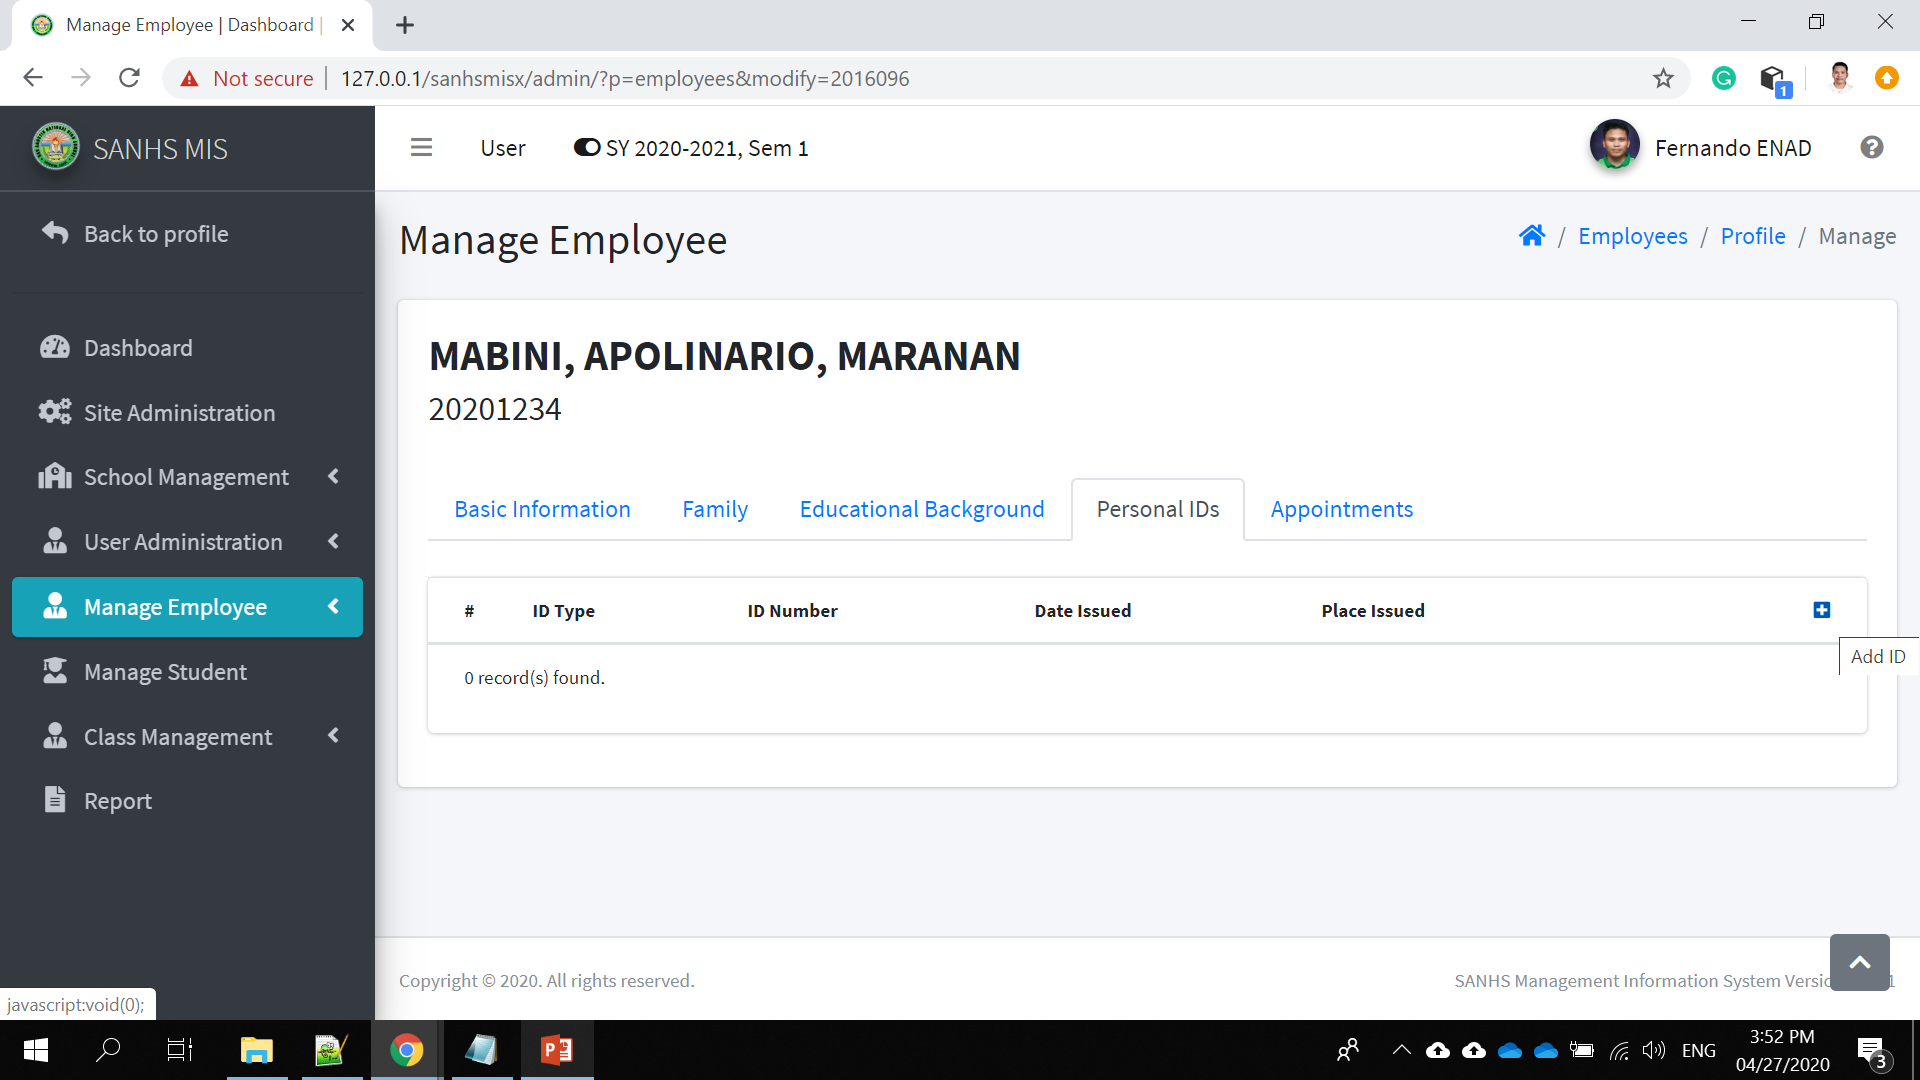 Manage Employee | Dashboard |
Not secure
127.0.0.1/sanhsmisx/admin/?p=employees&modify=2016096
1
SANHS MIS
User
SY 2020-2021, Sem 1
Fernando ENAD
Back to profile
Manage Employee
/ Employees / Profile / Manage
Dashboard
Site Administration
School Management
User Administration
Manage Employee
Manage Student
Class Management
Report
MABINI, APOLINARIO, MARANAN
20201234
Basic Information
Family
Educational Background
Personal IDs
Appointments
# ID Type ID Number Date Issued Place Issued
Add ID
0 record(s) found.
Copyright © 2020. All rights reserved.
SANHS Management Information System
javascript:void(0);
ENG
3:52 PM
04/27/2020
3